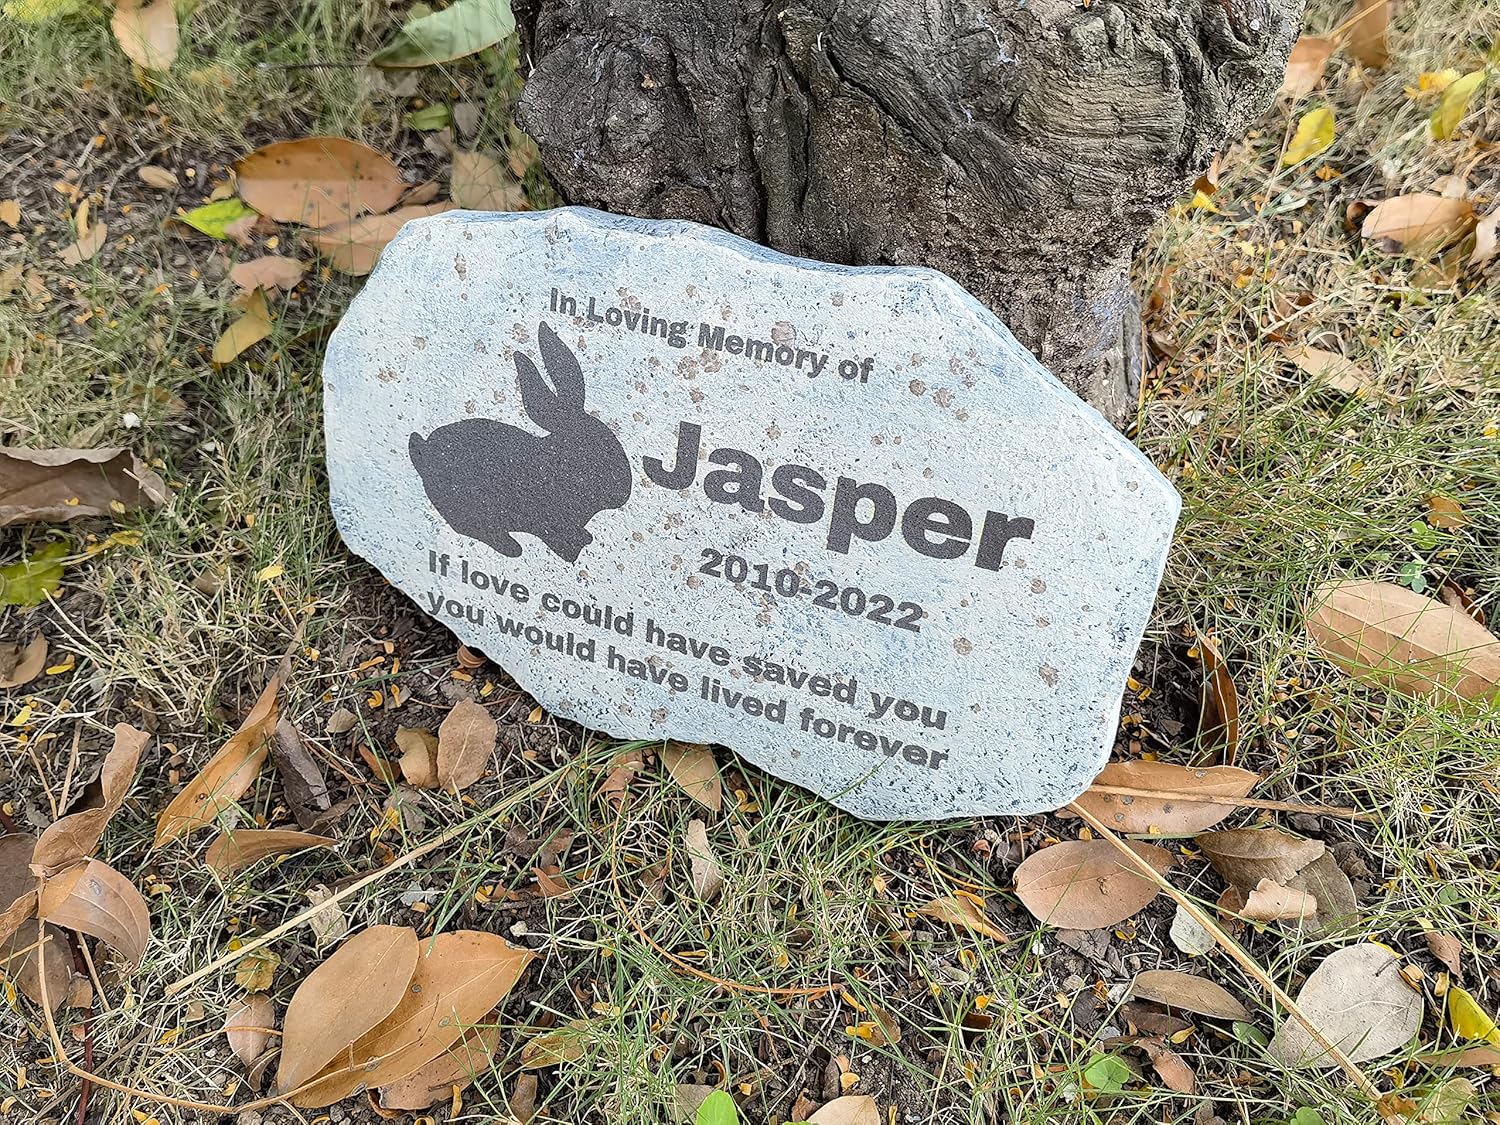 In Loving Memory of
Jasper
2010-2022
If love could have saved you
you would have lived forever